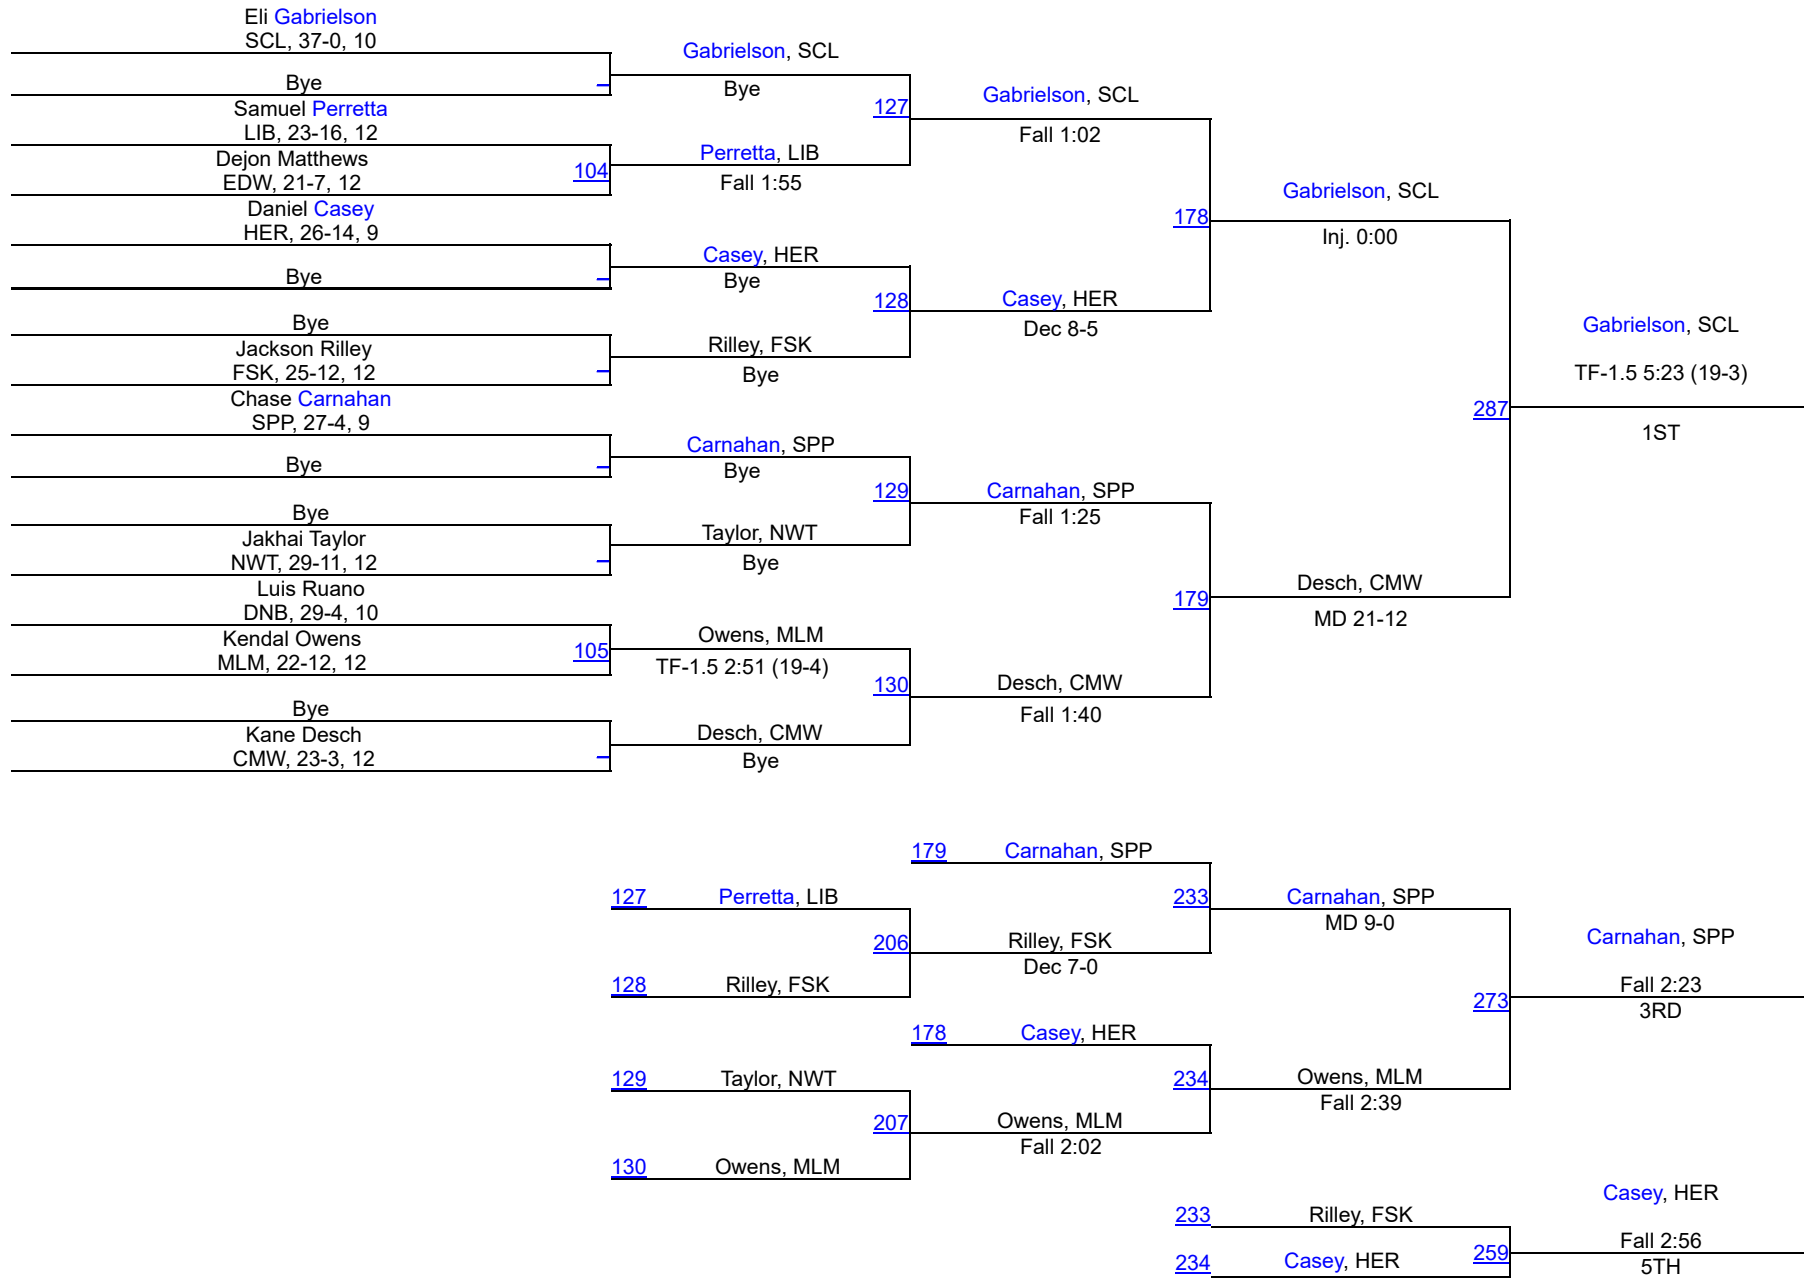 Eli Gabrielson
SCL, 37-0, 10
Bye
Samuel Perretta
LIB, 23-16, 12
Dejon Matthews
EDW, 21-7, 12
104
Daniel Casey
HER, 26-14, 9
Bye
Bye
Jackson Rilley
FSK, 25-12, 12
Chase Carnahan
SPP, 27-4, 9
Bye
Bye
Jakhai Taylor
NWT, 29-11, 12
Luis Ruano
DNB, 29-4, 10
Kendal Owens
MLM, 22-12, 12
105
Bye
Kane Desch
CMW, 23-3, 12
Gabrielson, SCL
Bye
127
Perretta, LIB
Fall 1:55
Casey, HER
Bye
128
Rilley, FSK
Bye
Carnahan, SPP
Bye
129
Taylor, NWT
Bye
Owens, MLM
TF-1.5 2:51 (19-4)
130
Desch, CMW
Bye
Gabrielson, SCL
Fall 1:02
178
Casey, HER
Dec 8-5
Carnahan, SPP
Fall 1:25
179
Desch, CMW
Fall 1:40
Gabrielson, SCL
Inj. 0:00
287
Desch, CMW
MD 21-12
Gabrielson, SCL
TF-1.5 5:23 (19-3)
1ST
127 Perretta, LIB
206
128 Rilley, FSK
129 Taylor, NWT
207
130 Owens, MLM
179 Carnahan, SPP
233
Rilley, FSK
Dec 7-0
178 Casey, HER
234
Owens, MLM
Fall 2:02
Carnahan, SPP
MD 9-0
273
Owens, MLM
Fall 2:39
Carnahan, SPP
Fall 2:23
3RD
233 Rilley, FSK
234 Casey, HER
259
Casey, HER
Fall 2:56
5TH